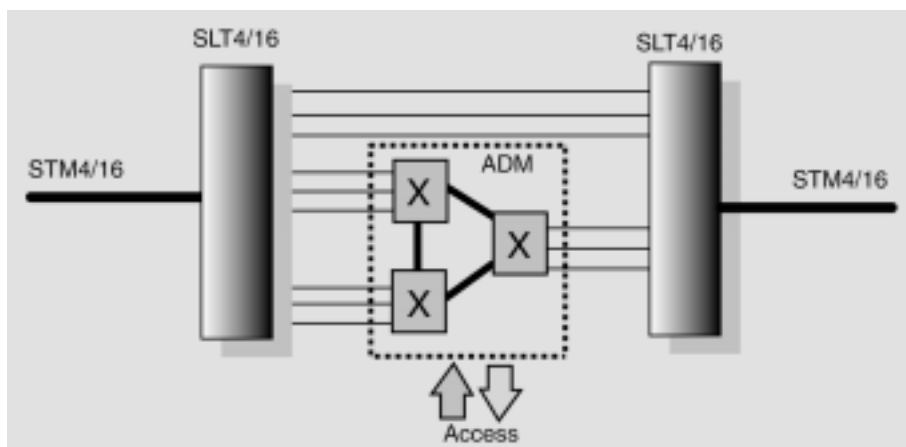 SLT4/16
SLT4/16
STM4/16
ADM
STM4/16
X
X
X
Access